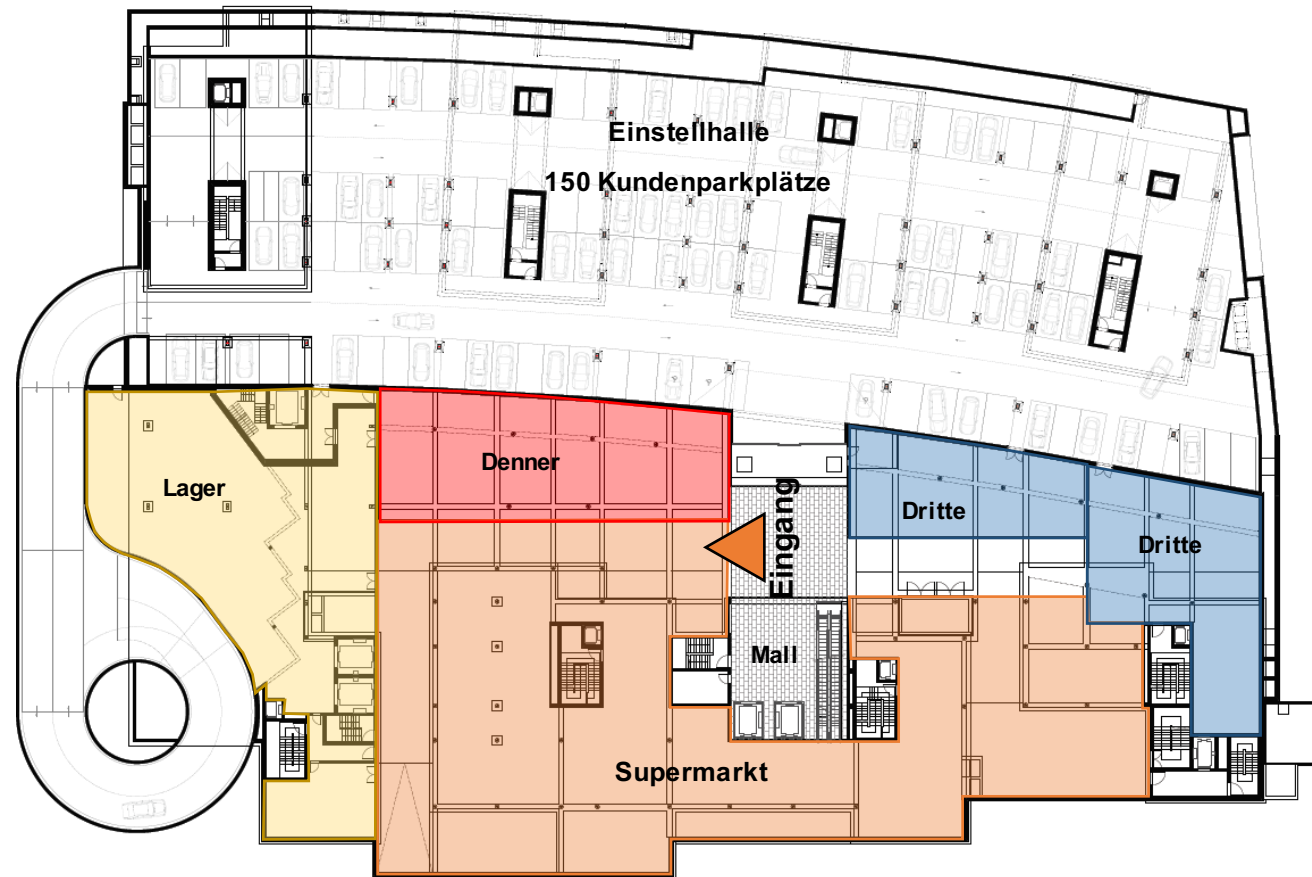 Einstellhalle
150 Kundenparkplätze
Denner
Lager
Eingang
Dritte
Dritte
Mall
Supermarkt